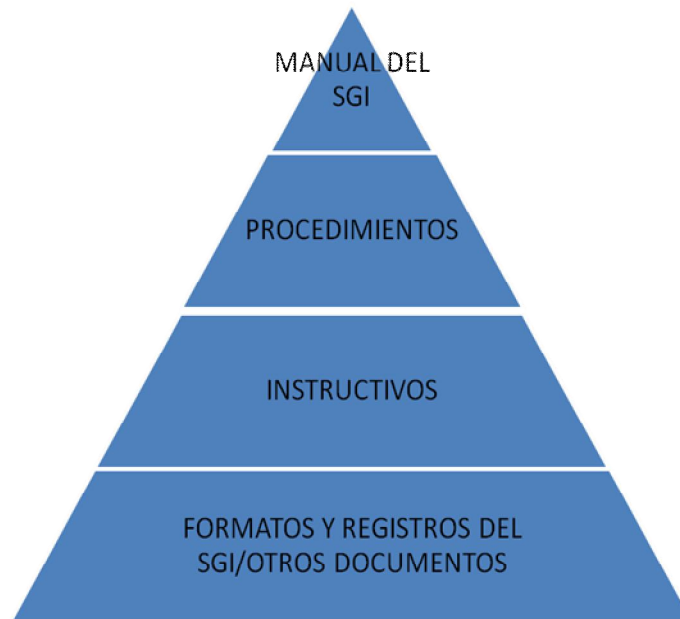 MANUAL DEL
SGI
PROCEDIMIENTOS
INSTRUCTIVOS
FORMATOS Y REGISTROS DEL
SGI/OTROS DOCUMENTOS